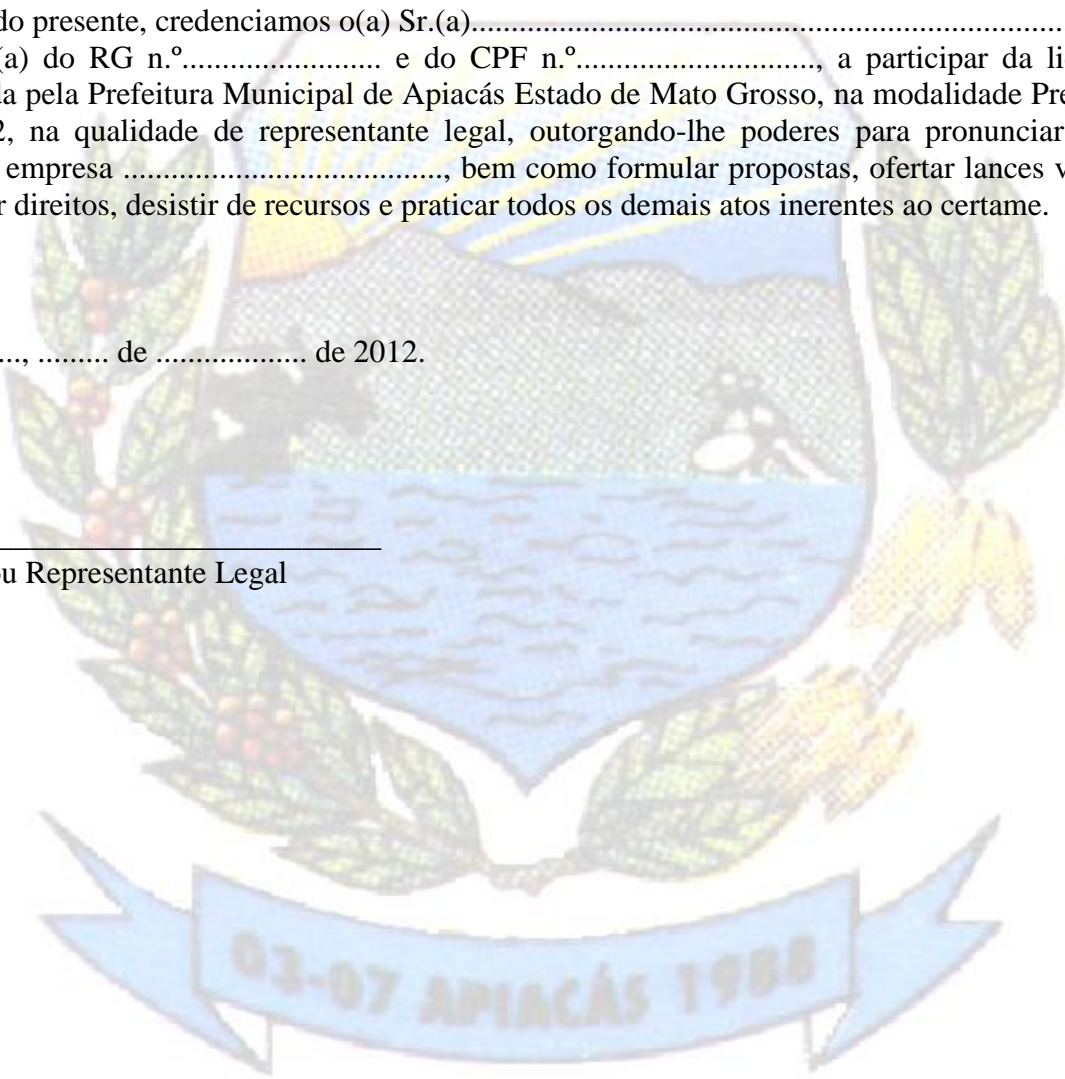 do presente, credenciamos o(a) Sr.(a)...........................................................................
(a) do RG n.º........................ e do CPF n.º............................., a participar da
pela Prefeitura Municipal de Apiacás Estado de Mato Grosso, na modalidade
2, na qualidade de representante legal, outorgando-lhe poderes para pronunciar
empresa ......................................., bem como formular propostas, ofertar lances
direitos, desistir de recursos e praticar todos os demais atos inerentes ao certame.
..., ......... de ................... de 2012.
________________________
Representante Legal
03-07 APIACÁS 1988